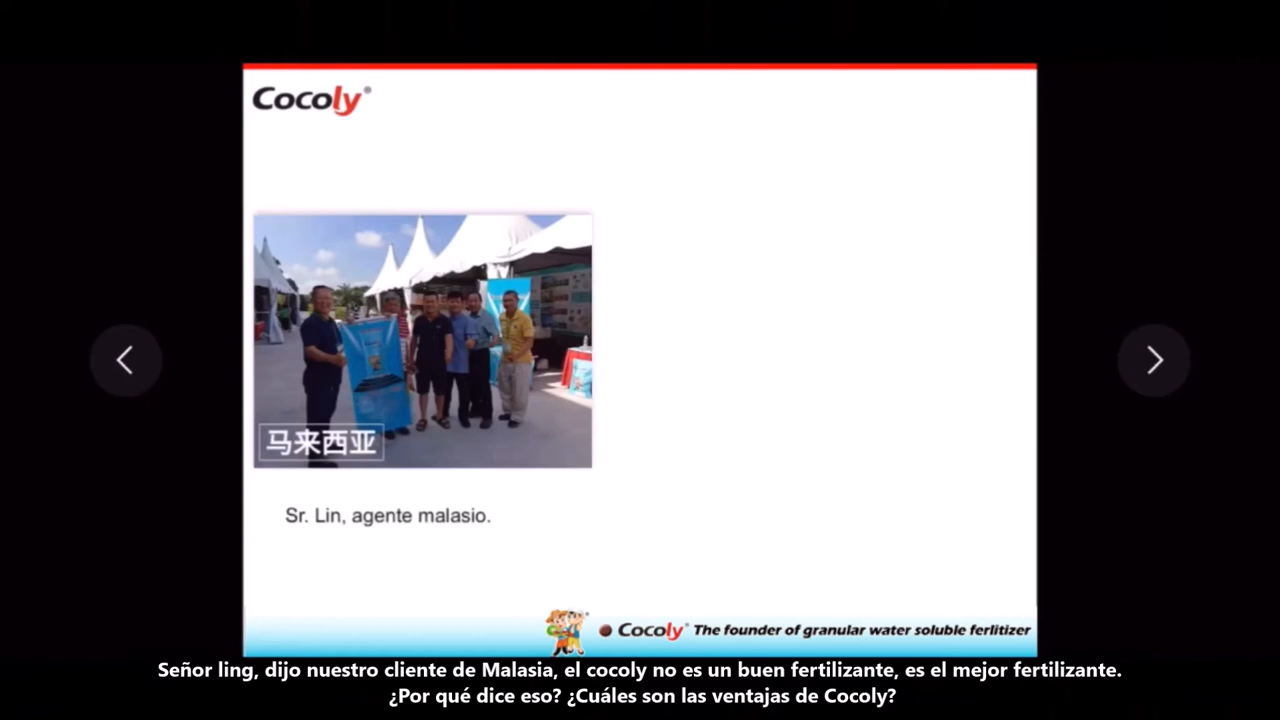 Cocoly®
马来西亚
Sr. Lin, agente malasio.
Cocoly® The founder of granular water soluble ferlitizer
Señor ling, dijo nuestro cliente de Malasia, el cocoly no es un buen fertilizante, es el mejor fertilizante.
¿Por qué dice eso? ¿Cuáles son las ventajas de Cocoly?